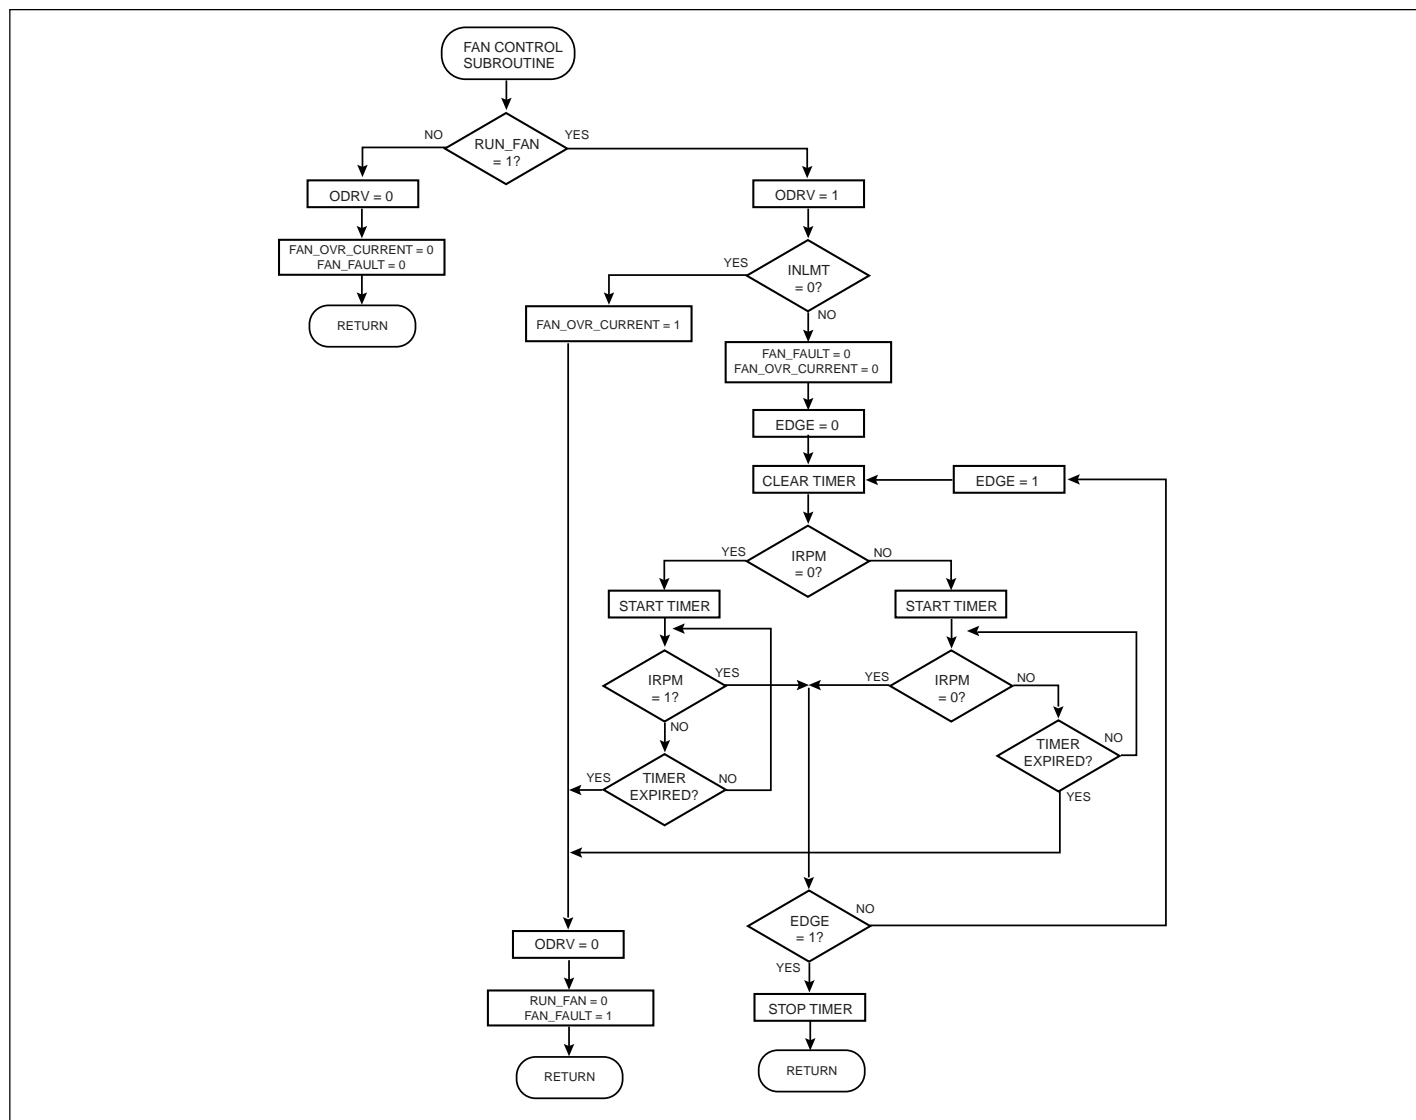 FAN CONTROL
SUBROUTINE
NO
YES
RUN_FAN
= 1?
ODRV = 0
ODRV = 1
FAN_OVR_CURRENT = 0
FAN_FAULT = 0
YES
INLMT
= 0?
NO
RETURN
FAN_OVR_CURRENT = 1
FAN_FAULT = 0
FAN_OVR_CURRENT = 0
EDGE = 0
CLEAR TIMER
EDGE = 1
YES
IRPM
= 0?
NO
START TIMER
START TIMER
IRPM
= 1?
YES
NO
YES
IRPM
= 0?
NO
YES
TIMER
EXPIRED?
NO
TIMER
EXPIRED?
NO
YES
EDGE
= 1?
NO
YES
ODRV = 0
RUN_FAN = 0
FAN_FAULT = 1
STOP TIMER
RETURN
RETURN